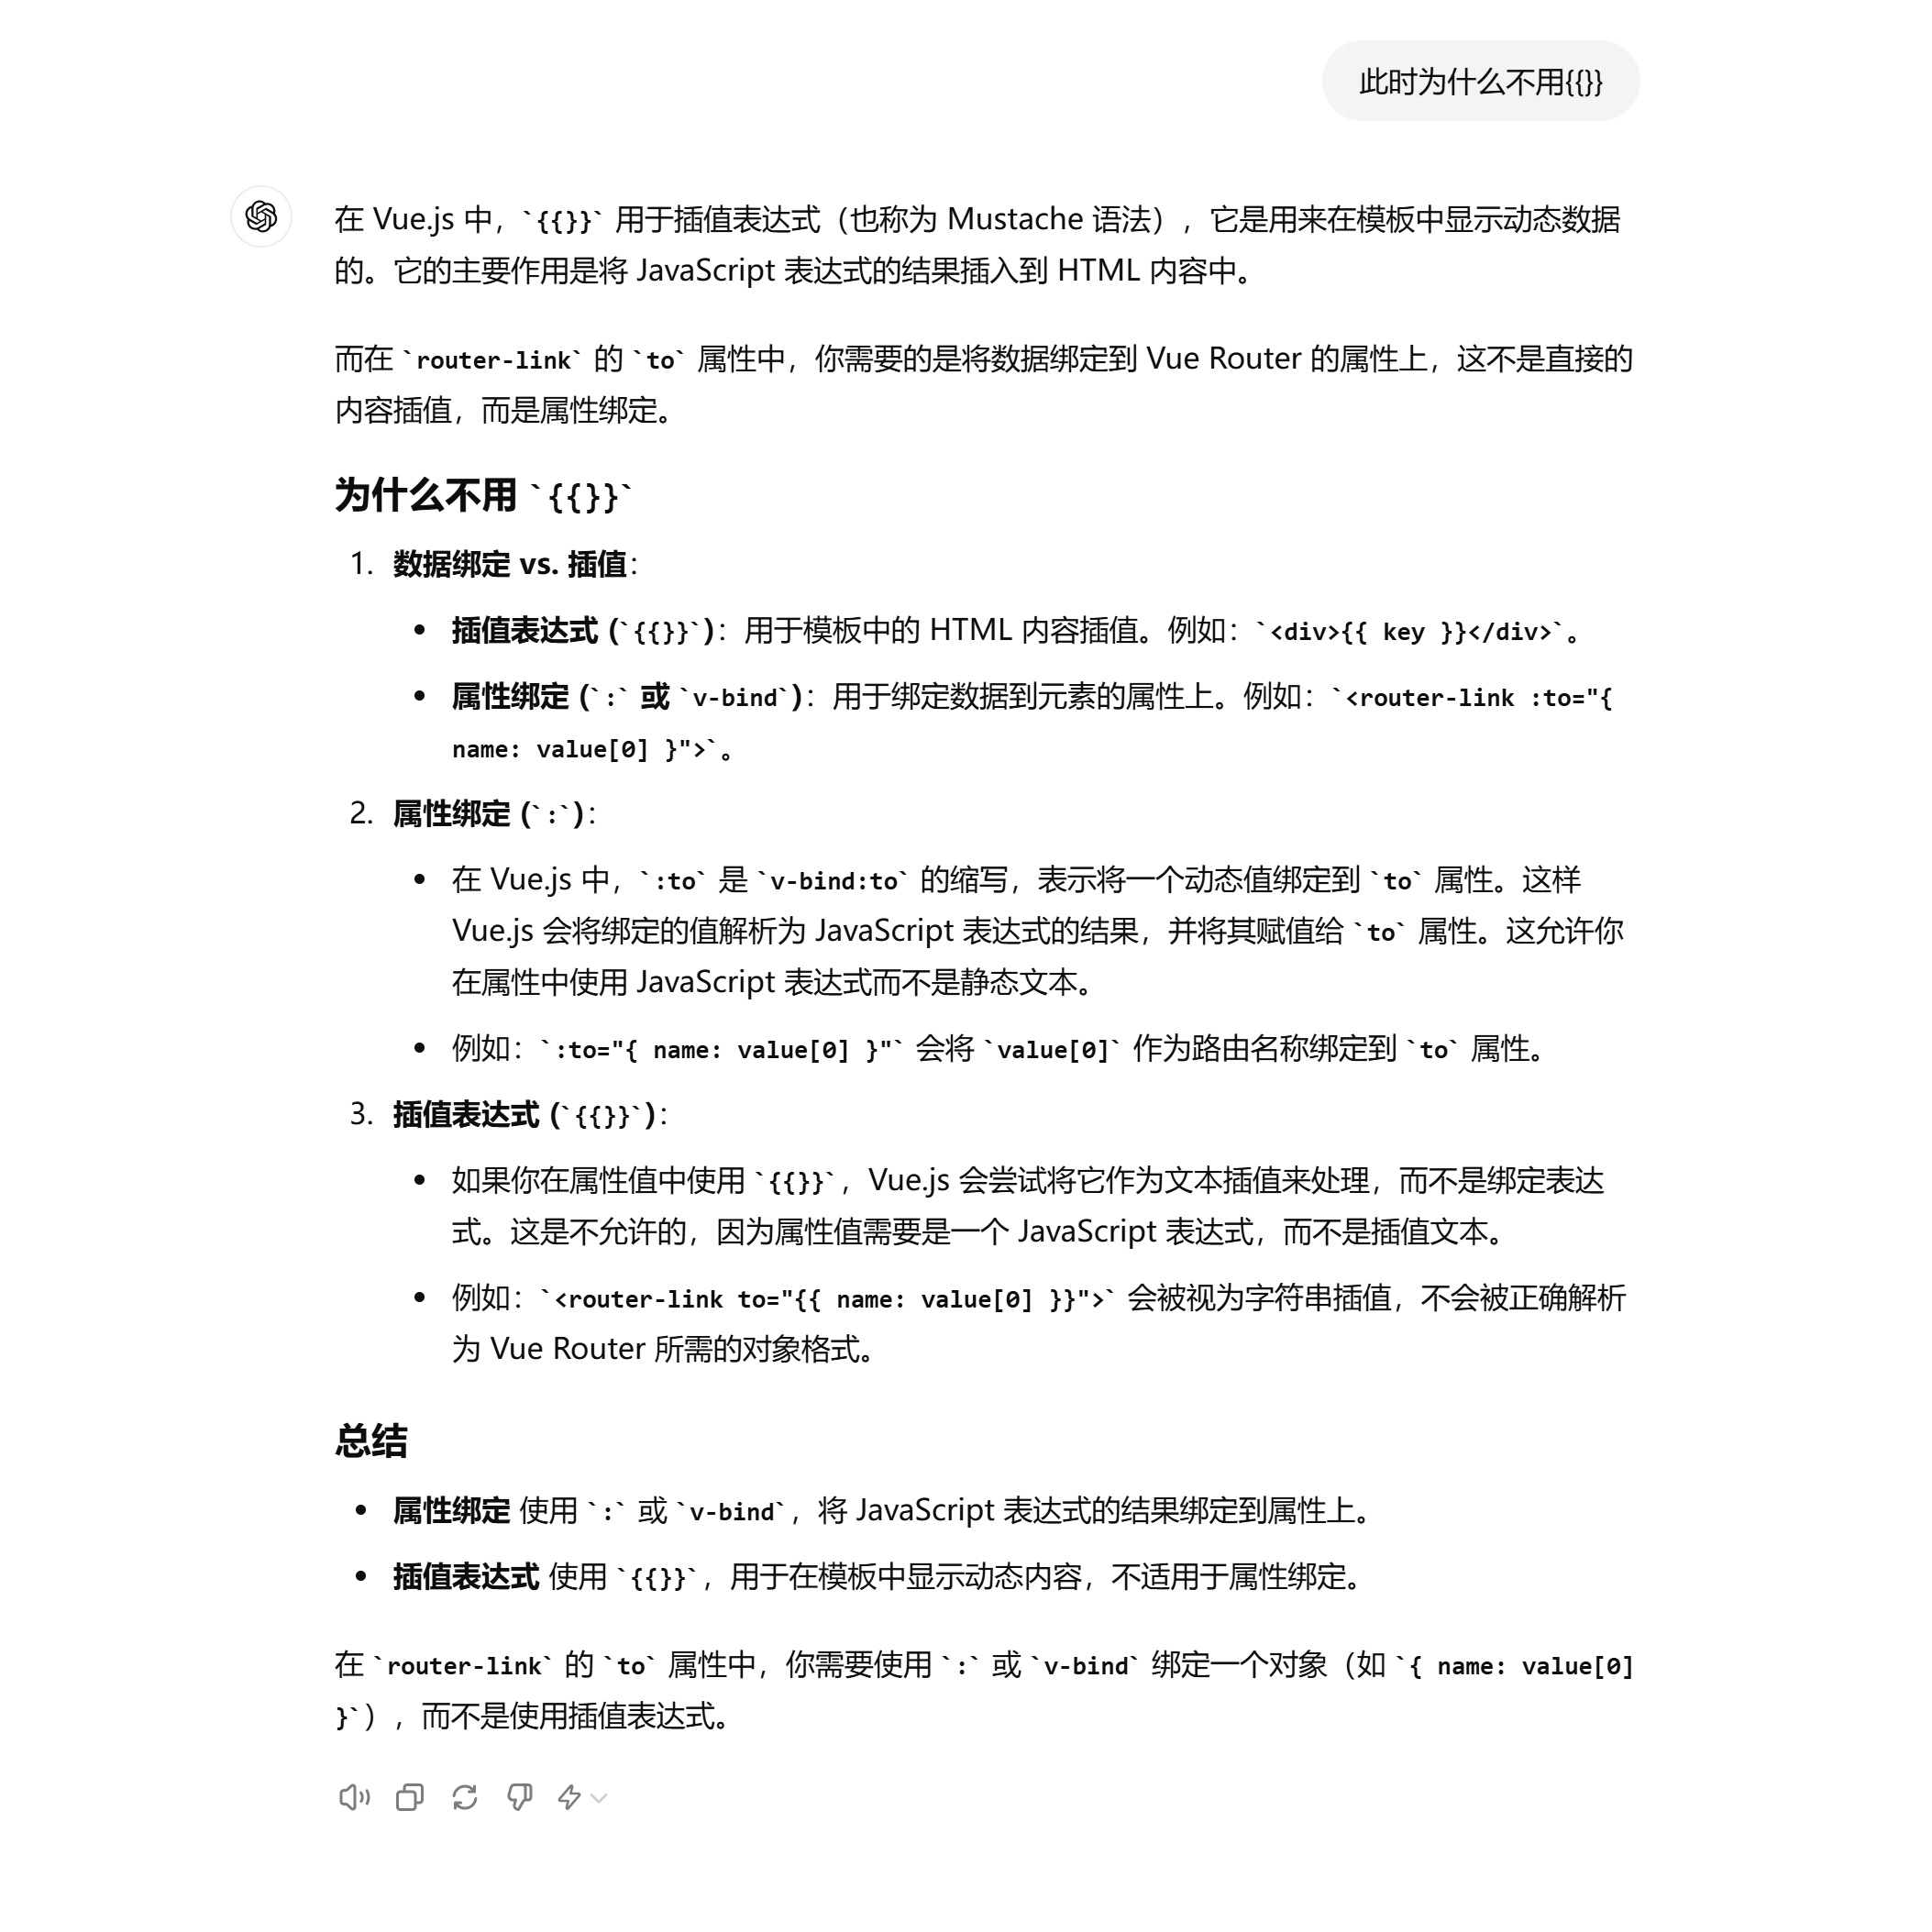 此时为什么不用{{}}
在 Vue.js 中，`{{}}` 用于插值表达式（也称为 Mustache 语法），它是用来在模板中显示动态数据
的。它的主要作用是将 JavaScript 表达式的结果插入到 HTML 内容中。
而在 `router-link` 的 `to` 属性中，你需要的是将数据绑定到 Vue Router 的属性上，这不是直接的
内容插值，而是属性绑定。
为什么不用 `{{}}`
1. 数据绑定 vs. 插值：
• 插值表达式 (`{{}}`)：用于模板中的 HTML 内容插值。例如：`<div>{{ key }}</div>`。
• 属性绑定 (`:` 或 `v-bind`)：用于绑定数据到元素的属性上。例如：`<router-link :to="{
name: value[0] }">`。
2. 属性绑定 (`:`)：
• 在 Vue.js 中，`:to` 是 `v-bind:to` 的缩写，表示将一个动态值绑定到 `to` 属性。这样
Vue.js 会将绑定的值解析为 JavaScript 表达式的结果，并将其赋值给 `to` 属性。这允许你
在属性中使用 JavaScript 表达式而不是静态文本。
• 例如：`:to="{ name: value[0] }"` 会将 `value[0]` 作为路由名称绑定到 `to` 属性。
3. 插值表达式 (`{{}}`)：
• 如果你在属性值中使用 `{{}}`，Vue.js 会尝试将它作为文本插值来处理，而不是绑定表达
式。这是不允许的，因为属性值需要是一个 JavaScript 表达式，而不是插值文本。
• 例如：`<router-link to="{{ name: value[0] }}">` 会被视为字符串插值，不会被正确解析
为 Vue Router 所需的对象格式。
总结
• 属性绑定 使用 `:` 或 `v-bind`，将 JavaScript 表达式的结果绑定到属性上。
• 插值表达式 使用 `{{}}`，用于在模板中显示动态内容，不适用于属性绑定。
在 `router-link` 的 `to` 属性中，你需要使用 `:` 或 `v-bind` 绑定一个对象（如 `{ name: value[0]
}`），而不是使用插值表达式。